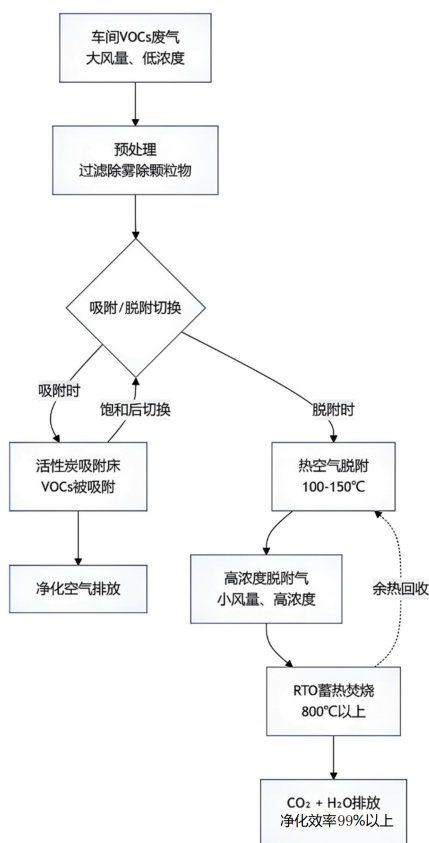 车间VOCs废气
大风量、低浓度
预处理
过滤除雾除颗粒物
吸附/脱附切换
吸附时
饱和后切换
脱附时
活性炭吸附床
VOCs被吸附
热空气脱附
100-150℃
净化空气排放
高浓度脱附气
小风量、高浓度
余热回收
RTO蓄热焚烧
800℃以上
CO₂ + H₂O排放
净化效率99%以上